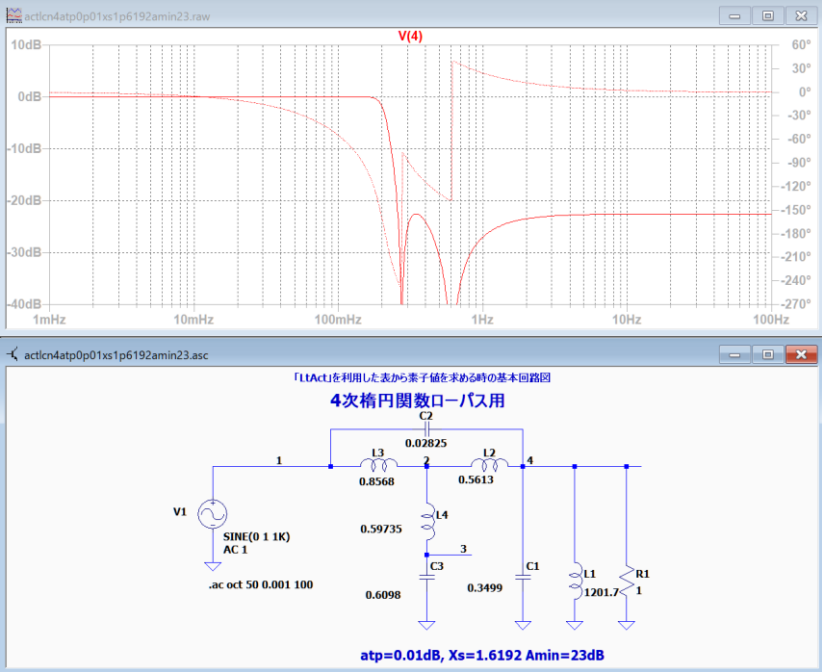 actlcn4atp0p01xs1p6192amin23.raw
V(4)
10dB
0dB
-10dB
-20dB
-30dB
-40dB
60°
30°
0°
-30°
-60°
-90°
-120°
-150°
-180°
-210°
-240°
-270°
1mHz 10mHz 100mHz 1Hz 10Hz 100Hz
actlcn4atp0p01xs1p6192amin23.asc
「LtAct」を利用した表から素子値を求める時の基本回路図
4次楕円関数ローパス用
C2
0.02825
1 L3 2 L2 4
0.8568 0.5613
V1
SINE(0 1 1K)
AC 1
L4
0.59735
3
.ac oct 50 0.001 100
C3
0.6098
C1
0.3499
L1
1201.7
R1
1
atp=0.01dB, Xs=1.6192 Amin=23dB